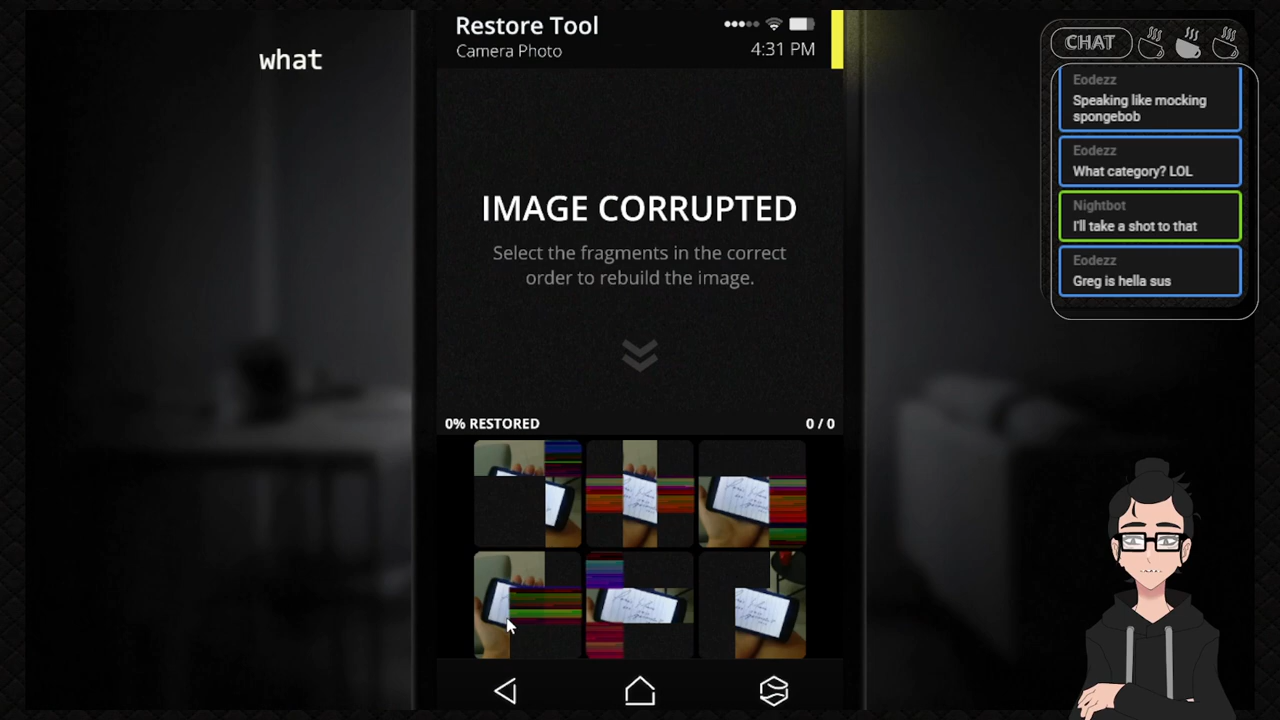 what
Restore Tool
Camera Photo
4:31 PM
IMAGE CORRUPTED
Select the fragments in the correct
order to rebuild the image.
0% RESTORED
0 / 0
CHAT
Eodezz
Speaking like mocking
spongebob
Eodezz
What category? LOL
Nightbot
I'll take a shot to that
Eodezz
Greg is hella sus